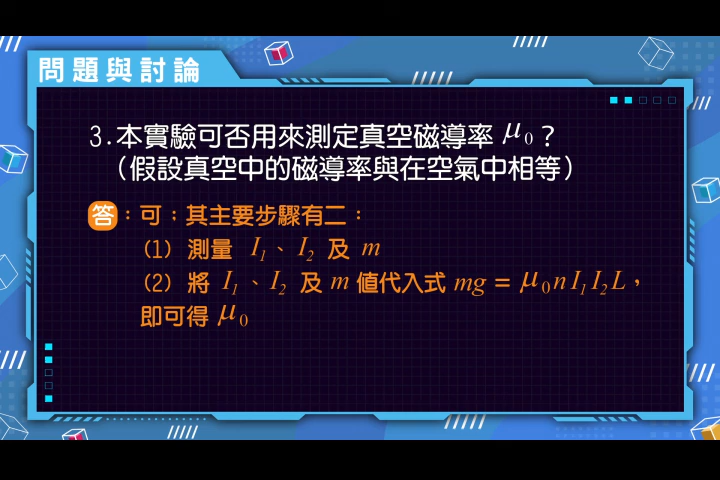 問題與討論
3.本實驗可否用來測定真空磁導率 μ₀?
(假設真空中的磁導率與在空氣中相等)
答:可;其主要步驟有二:
(1) 測量 I₁、I₂ 及 m
(2) 將 I₁、I₂ 及 m 值代入式 mg = μ₀nI₁I₂L,
即可得 μ₀